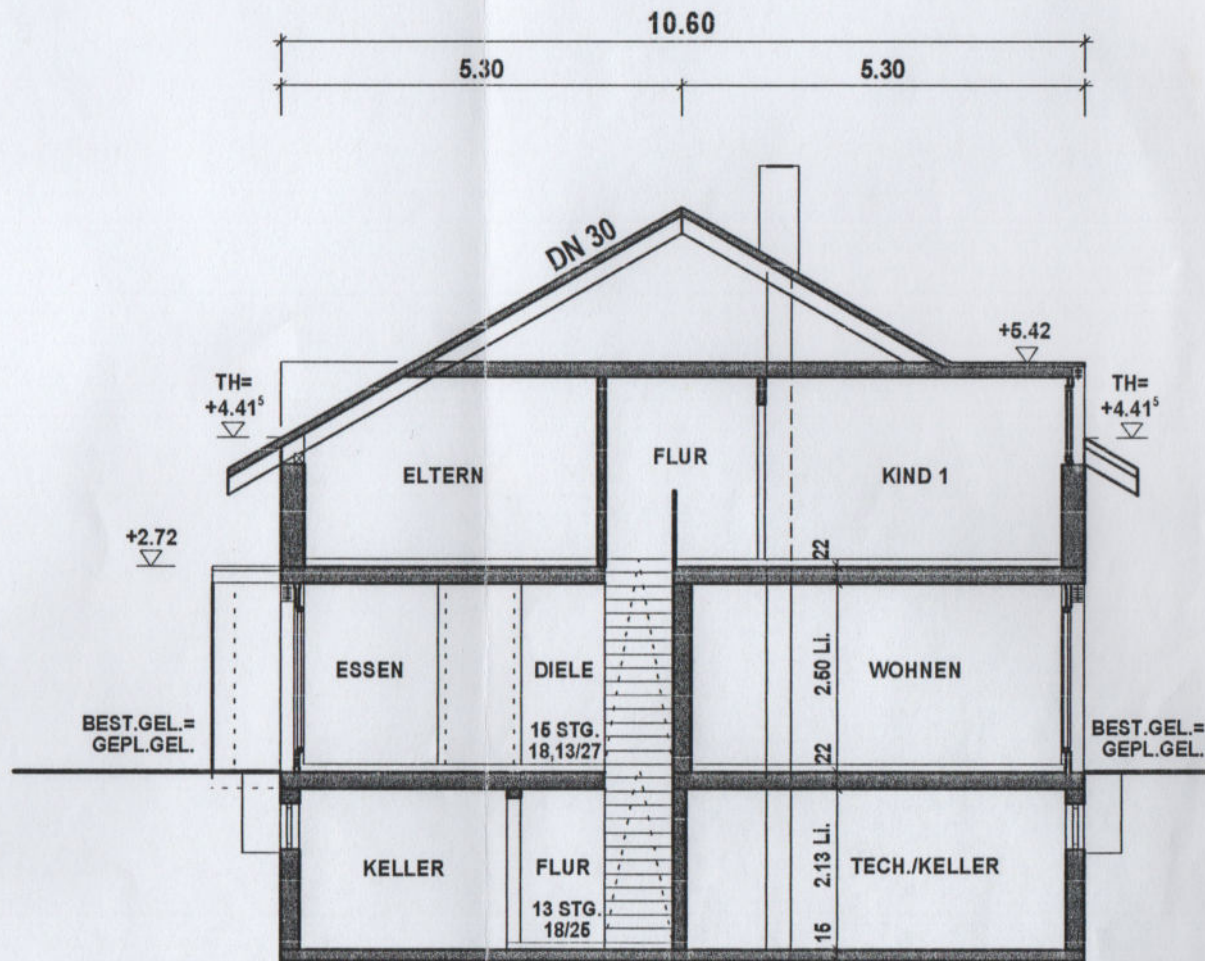 10.60
5.30 5.30
DN 30
+5.42
TH=
+4.41⁵
TH=
+4.41⁵
ELTERN
FLUR
KIND 1
+2.72
22
ESSEN
DIELE
2.50 Li.
WOHNEN
15 STG.
18,13/27
BEST.GEL.=
GEPL.GEL.
BEST.GEL.=
GEPL.GEL.
22
KELLER
FLUR
2.13 Li.
TECH./KELLER
13 STG.
18/25
15